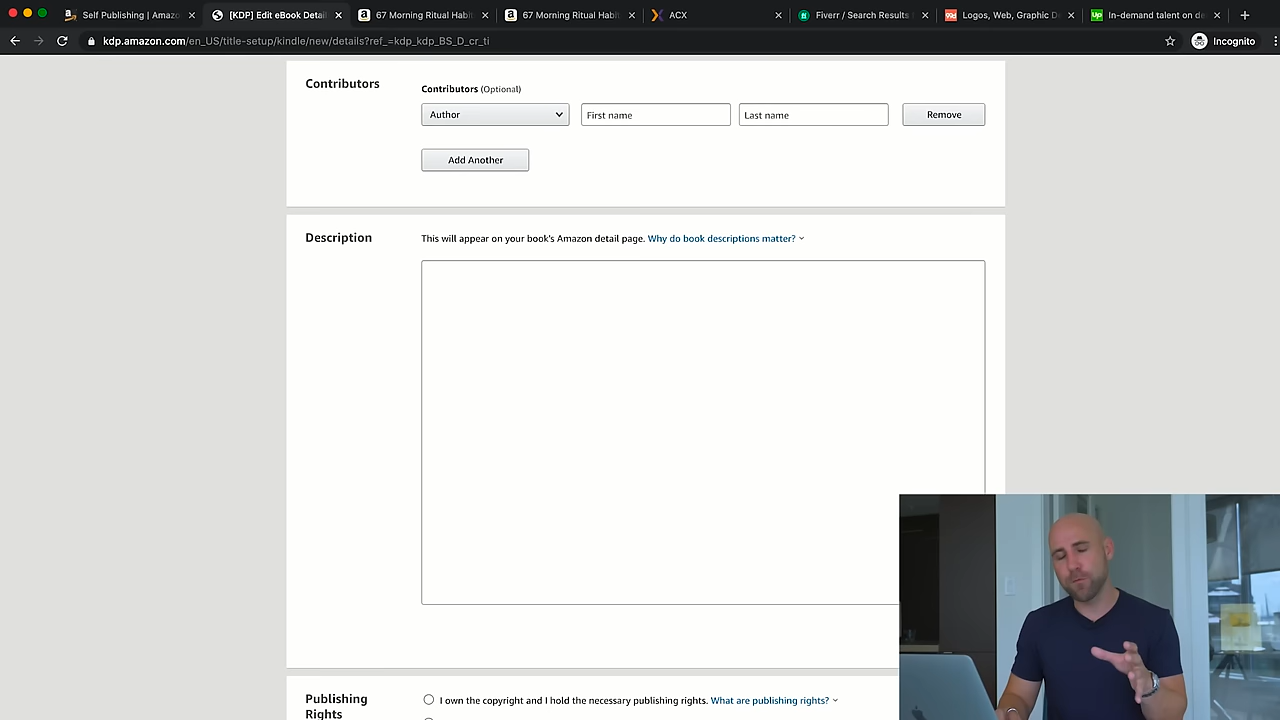 Self Publishing | Amazo
[KDP] Edit eBook Detai
67 Morning Ritual Habi
67 Morning Ritual Habi
ACX
Fiverr / Search Results
Logos, Web, Graphic D
In-demand talent on de
kdp.amazon.com/en_US/title-setup/kindle/new/details?ref_=kdp_kdp_BS_D_cr_ti
Incognito
Contributors
Contributors (Optional)
Author
First name
Last name
Remove
Add Another
Description
This will appear on your book's Amazon detail page. Why do book descriptions matter?
Publishing
Rights
I own the copyright and I hold the necessary publishing rights. What are publishing rights?